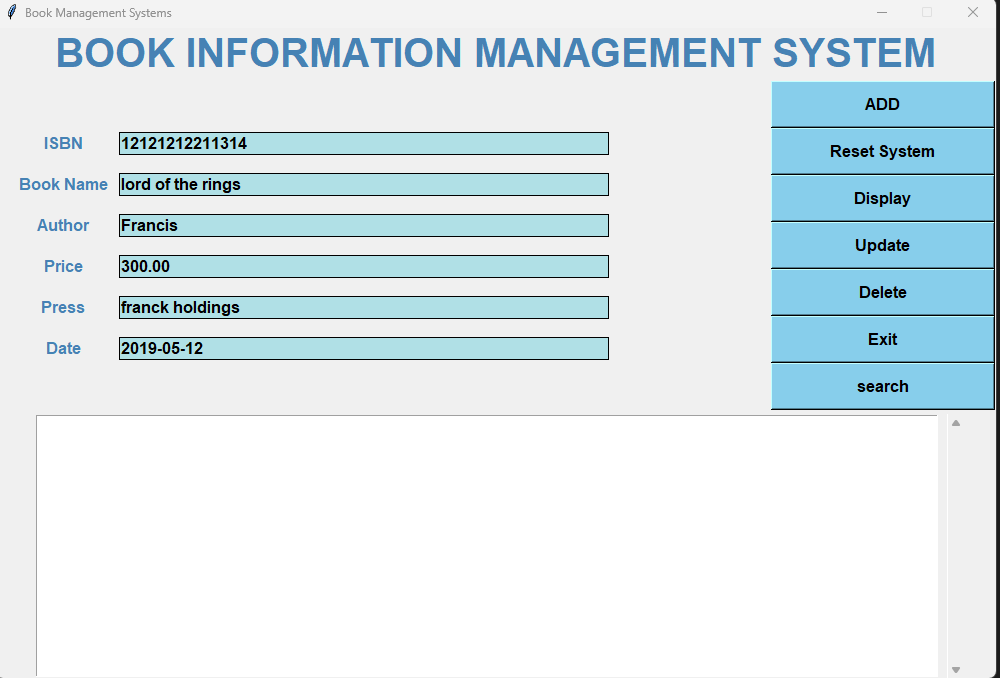 Book Management Systems
BOOK INFORMATION MANAGEMENT SYSTEM
ADD
ISBN 12121212211314
Reset System
Book Name lord of the rings
Display
Author Francis
Update
Price 300.00
Delete
Press franck holdings
Exit
Date 2019-05-12
search